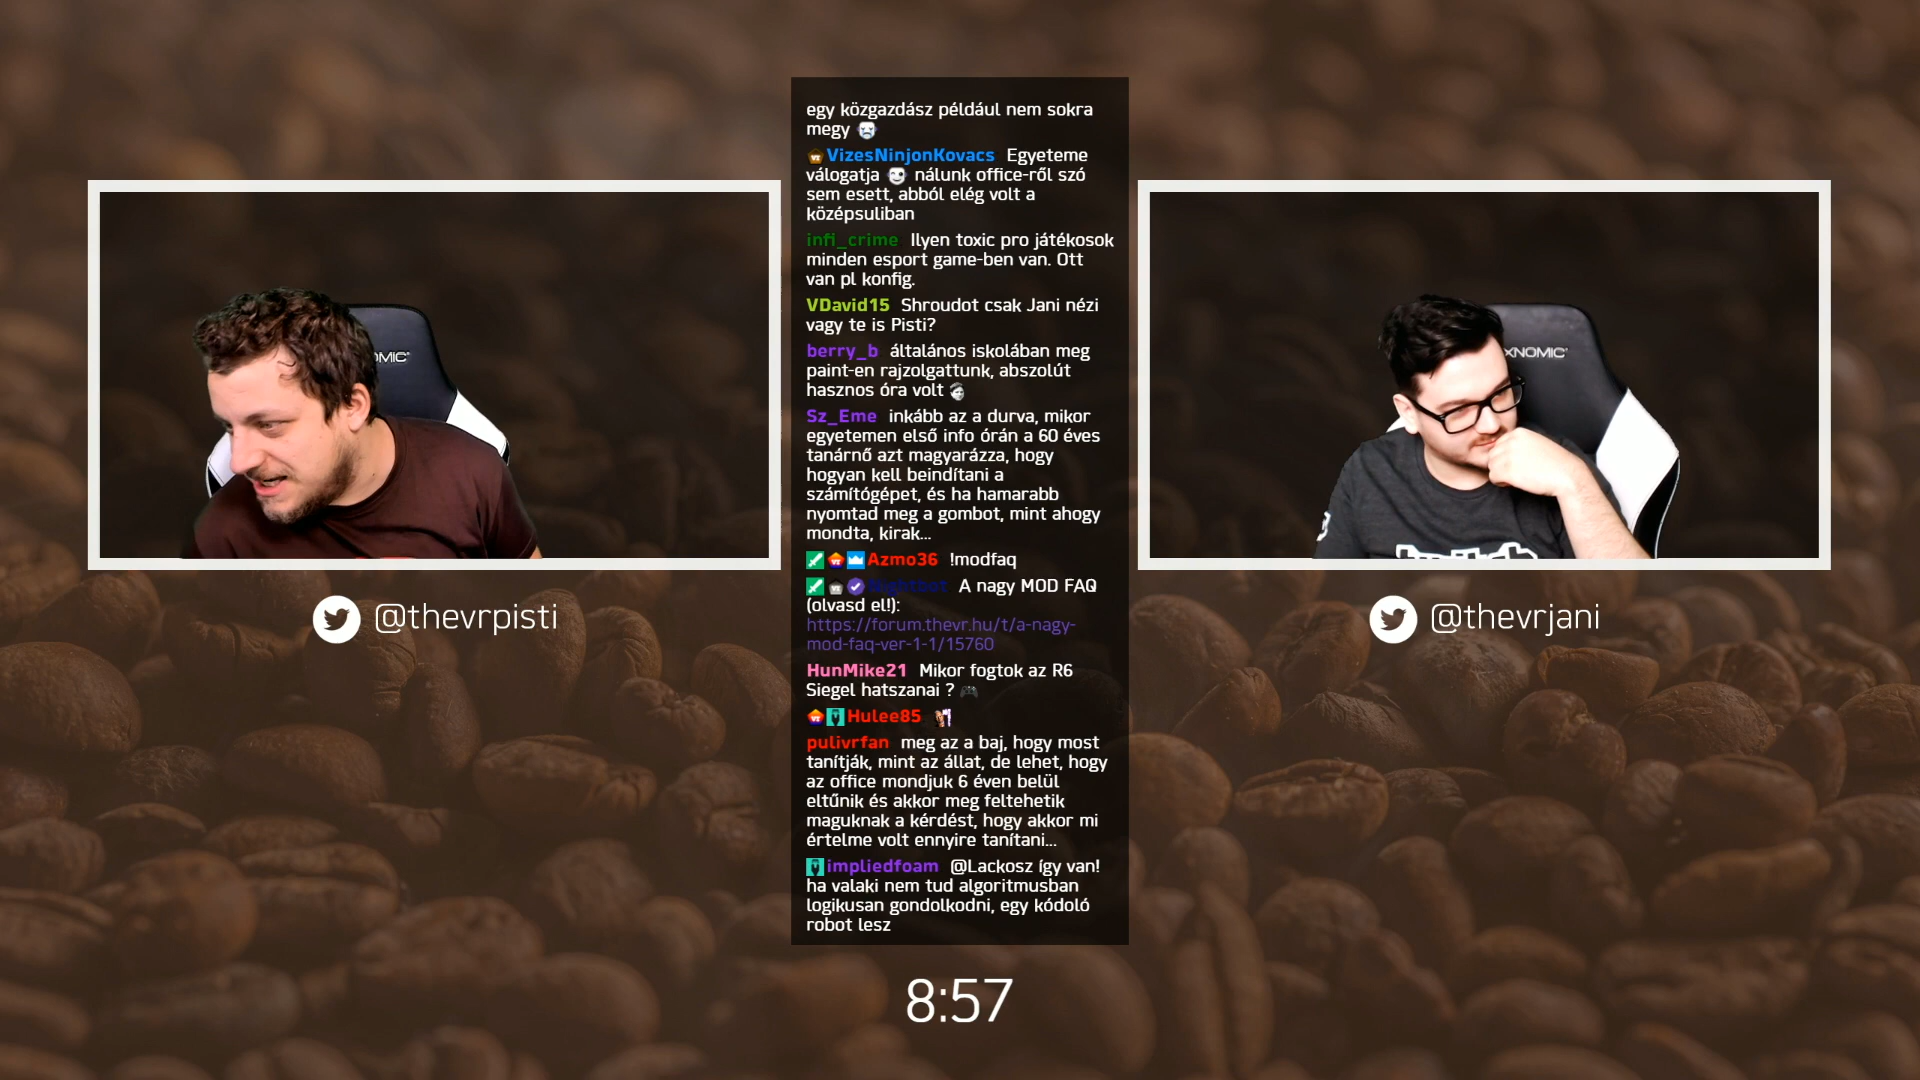 egy közgazdász például nem sokra
megy
VizesNinjonKovacs Egyeteme
válogatja nálunk office-ről szó
sem esett, abból elég volt a
középsuliban
infi_crime Ilyen toxic pro játékosok
minden esport game-ben van. Ott
van pl konfig.
VDavid15 Shroudot csak Jani nézi
vagy te is Pisti?
berry_b általános iskolában meg
paint-en rajzolgattunk, abszolút
hasznos óra volt
Sz_Eme inkább az a durva, mikor
egyetemen első info órán a 60 éves
tanárnő azt magyarázza, hogy
hogyan kell beindítani a
számítógépet, és ha hamarabb
nyomtad meg a gombot, mint ahogy
mondta, kirak...
Azmo36 !modfaq
Nightbot A nagy MOD FAQ
(olvasd el!):
https://forum.thevr.hu/t/a-nagy-
mod-faq-ver-1-1/15760
HunMike21 Mikor fogtok az R6
Siegel hatszanai ?
Hulee85
pulivrfan meg az a baj, hogy most
tanítják, mint az állat, de lehet, hogy
az office mondjuk 6 éven belül
eltűnik és akkor meg feltehetik
maguknak a kérdést, hogy akkor mi
értelme volt ennyire tanítani...
impliedfoam @Lackosz így van!
ha valaki nem tud algoritmusban
logikusan gondolkodni, egy kódoló
robot lesz
@thevrpisti
@thevrjani
XNOMIC
twitch
8:57